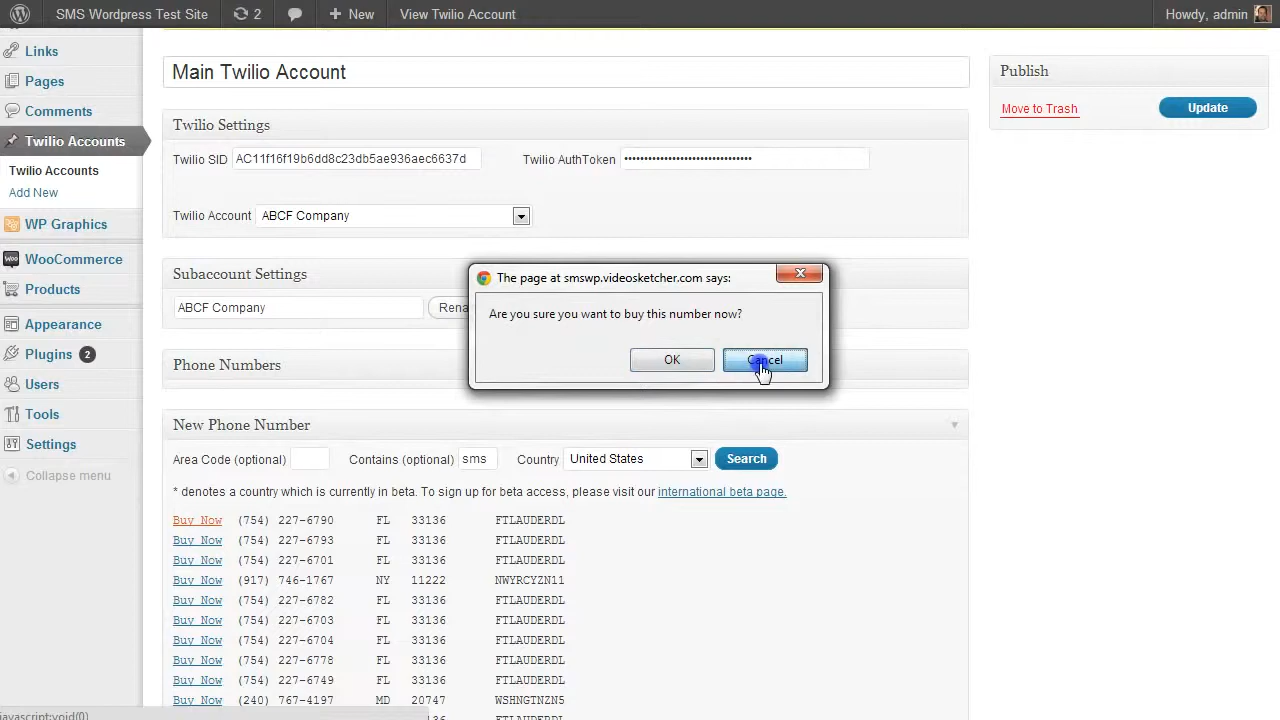 SMS Wordpress Test Site 2 New View Twilio Account Howdy, admin
Links
Pages
Comments
Twilio Accounts
Twilio Accounts
Add New
WP Graphics
Woo WooCommerce
Products
Appearance
Plugins 2
Users
Tools
Settings
Collapse menu
Main Twilio Account
Twilio Settings
Twilio SID AC11f16f19b6dd8c23db5ae936aec6637d Twilio AuthToken
Twilio Account ABCF Company
Subaccount Settings
ABCF Company Rena
Phone Numbers
The page at smswp.videosketcher.com says:
Are you sure you want to buy this number now?
OK Cancel
New Phone Number
Area Code (optional) Contains (optional) sms Country United States Search
* denotes a country which is currently in beta. To sign up for beta access, please visit our international beta page.
Buy Now (754) 227-6790 FL 33136 FTLAUDERDL
Buy Now (754) 227-6793 FL 33136 FTLAUDERDL
Buy Now (754) 227-6701 FL 33136 FTLAUDERDL
Buy Now (917) 746-1767 NY 11222 NWYRCYZN11
Buy Now (754) 227-6782 FL 33136 FTLAUDERDL
Buy Now (754) 227-6703 FL 33136 FTLAUDERDL
Buy Now (754) 227-6704 FL 33136 FTLAUDERDL
Buy Now (754) 227-6778 FL 33136 FTLAUDERDL
Buy Now (754) 227-6749 FL 33136 FTLAUDERDL
Buy Now (240) 767-4197 MD 20747 WSHNGTNZN5
Publish
Move to Trash Update
javascript:void(0)